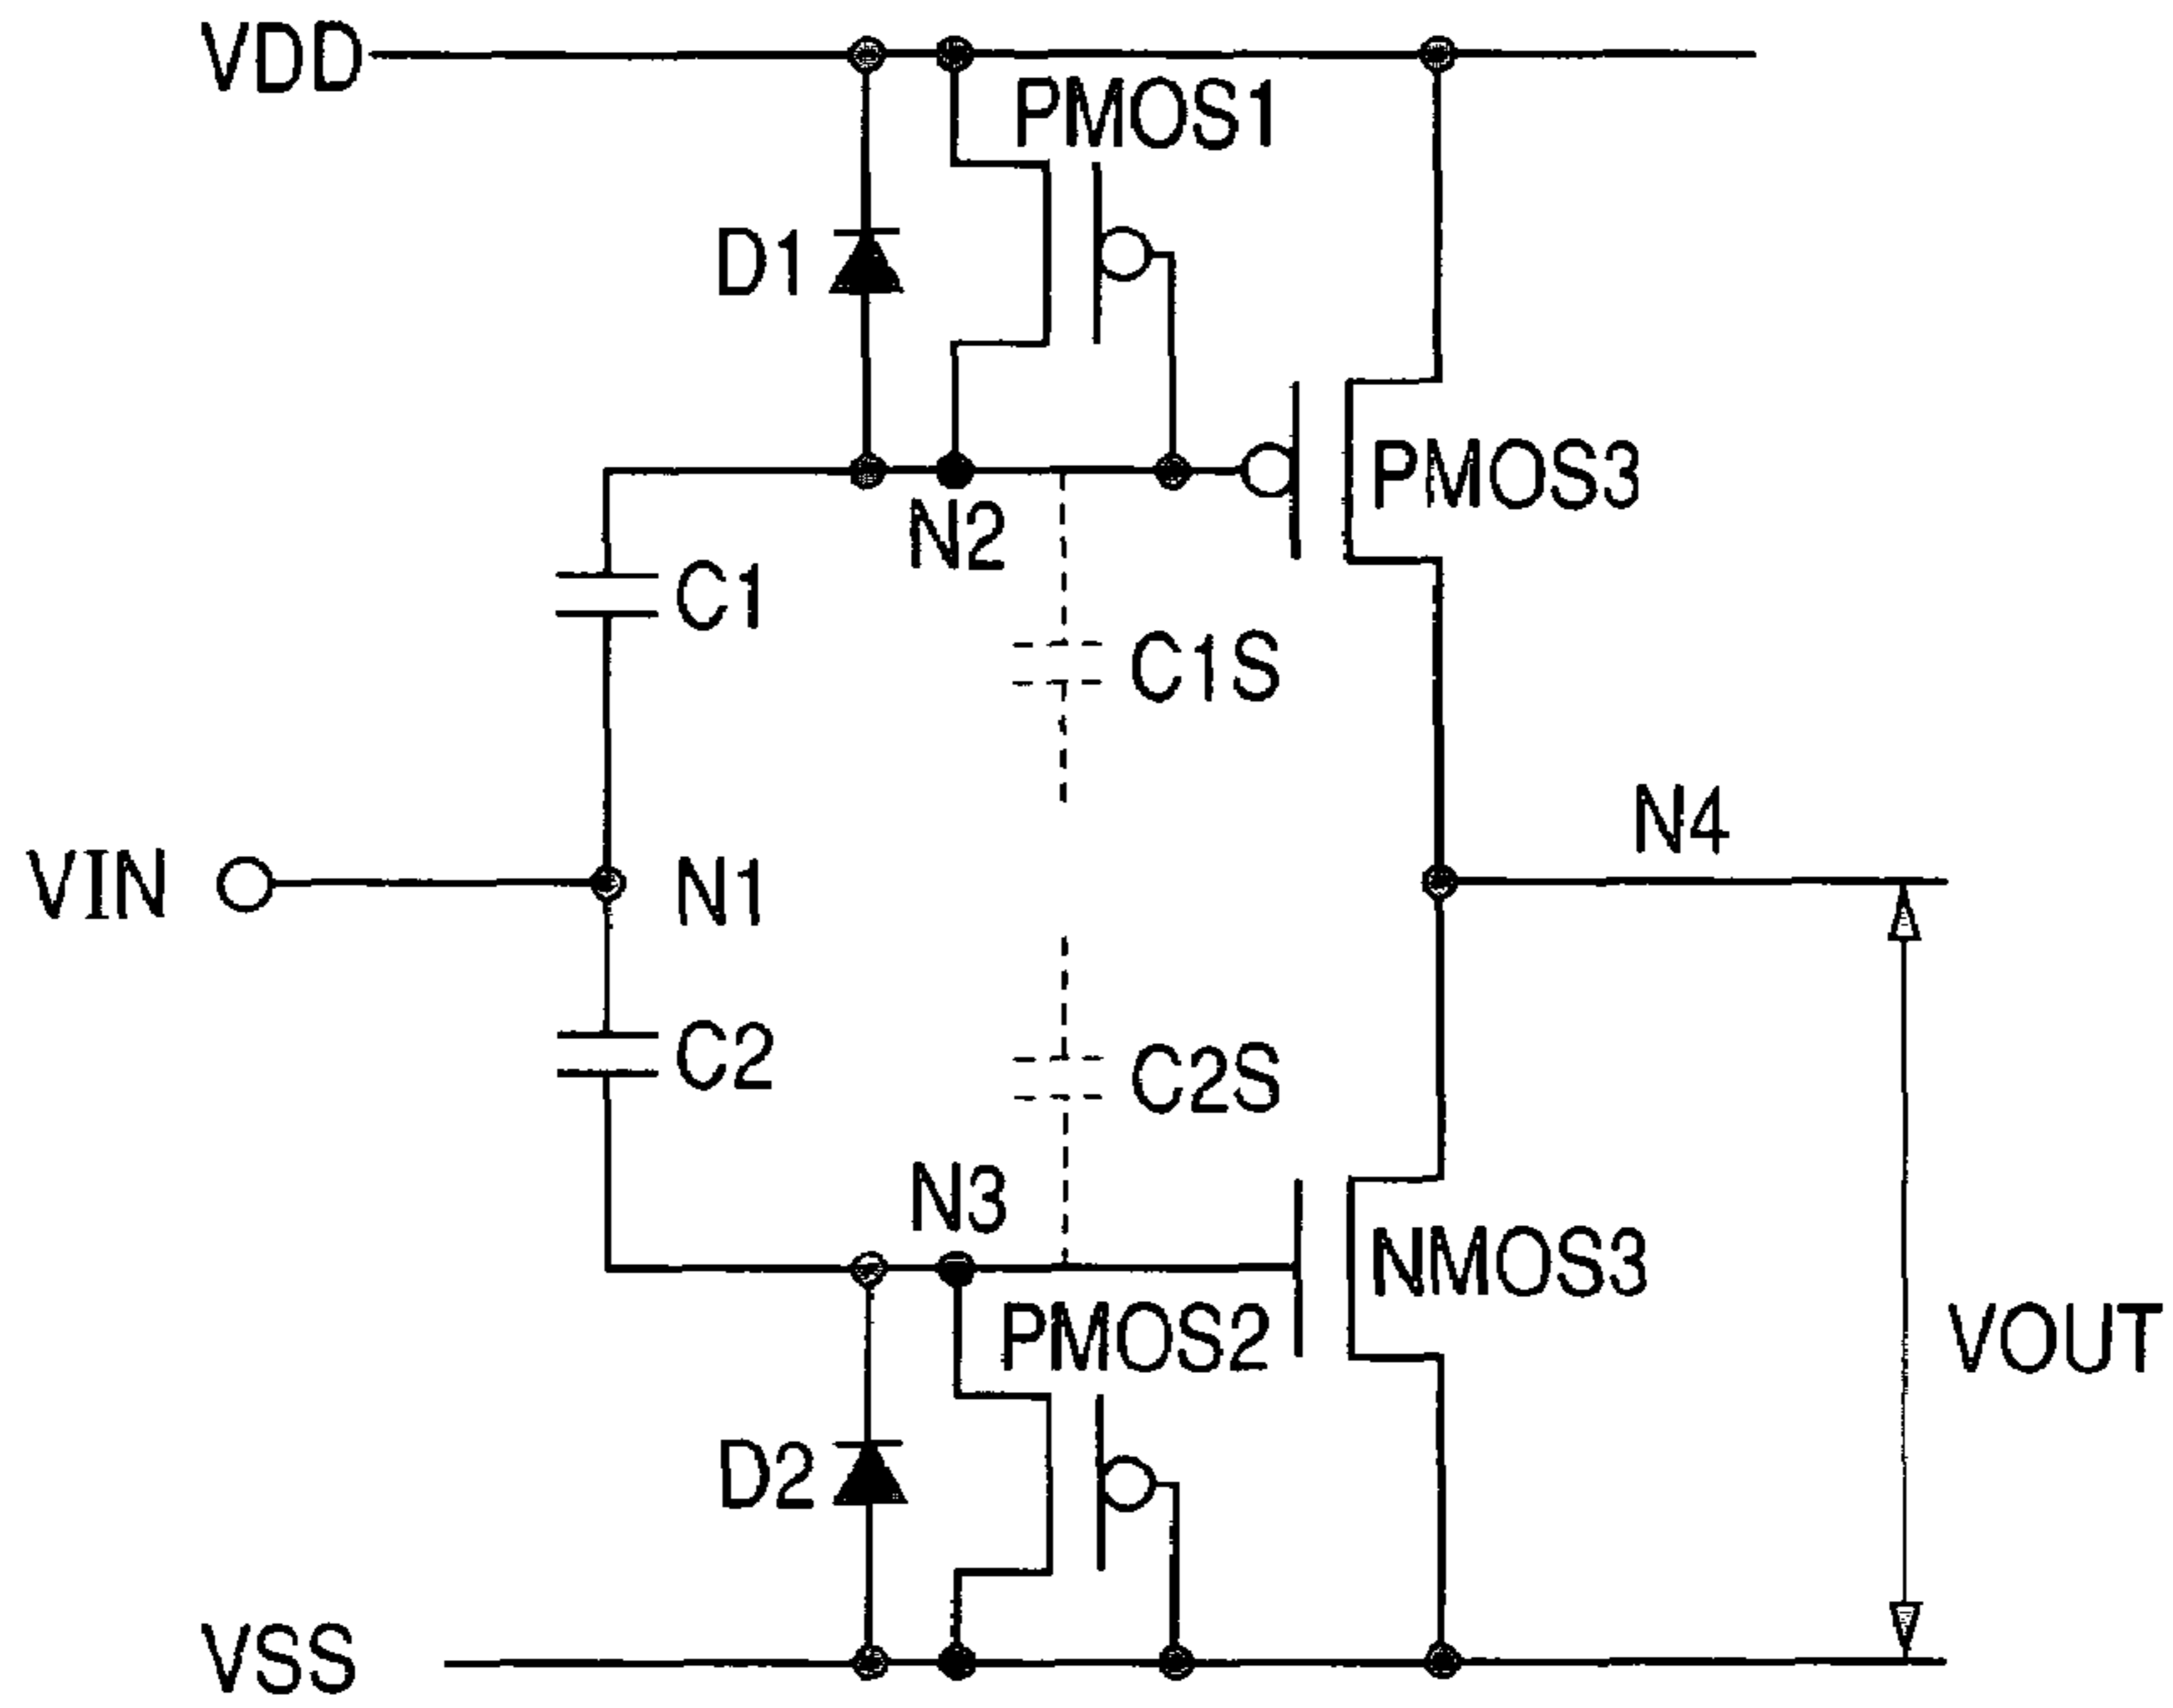 VDD
PMOS1
D1
PMOS3
N2
C1
C1S
N4
VIN
N1
C2
C2S
N3
NMOS3
PMOS2
VOUT
D2
VSS